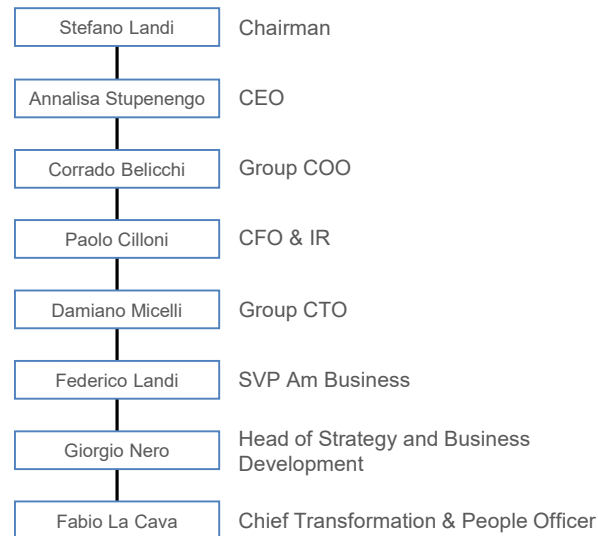 Stefano Landi Chairman
Annalisa Stupenengo CEO
Corrado Belicchi Group COO
Paolo Cilloni CFO & IR
Damiano Micelli Group CTO
Federico Landi SVP Am Business
Giorgio Nero Head of Strategy and Business
Development
Fabio La Cava Chief Transformation & People Officer